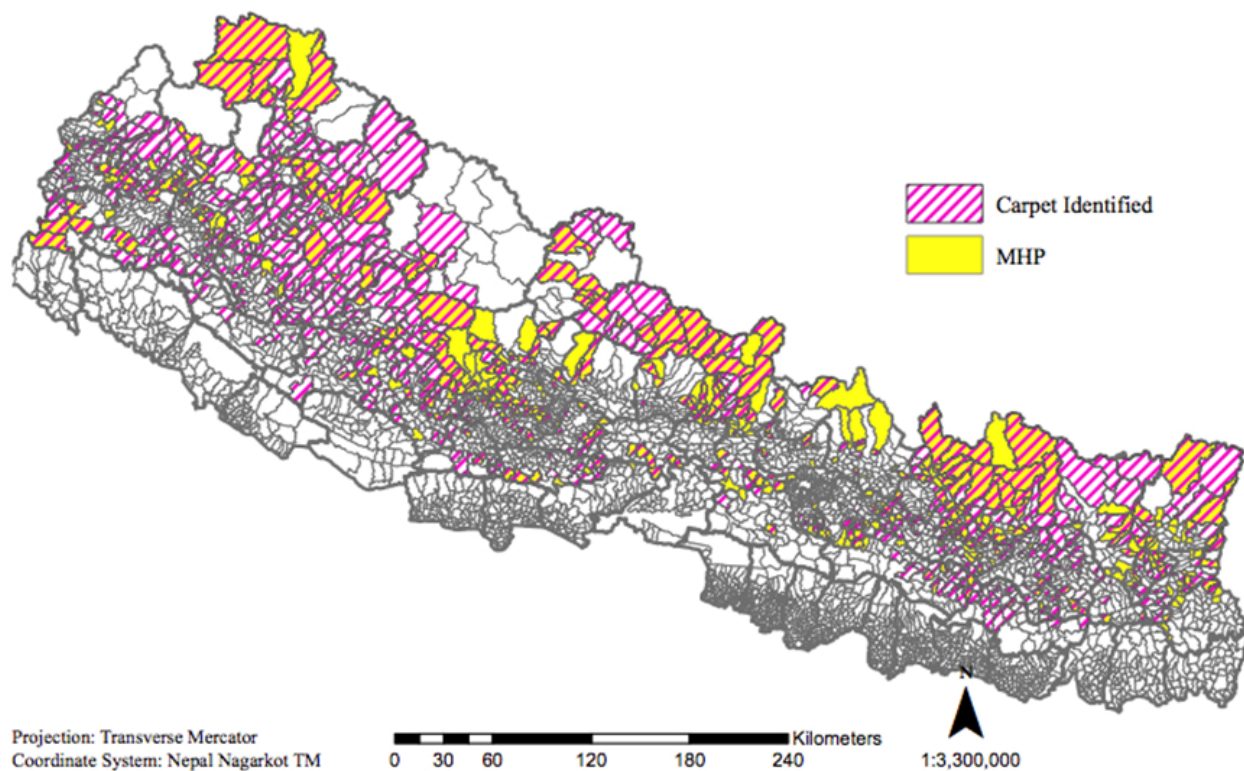 Carpet Identified
MHP
N
Projection: Transverse Mercator
Coordinate System: Nepal Nagarkot TM
Kilometers
0 30 60 120 180 240
1:3,300,000